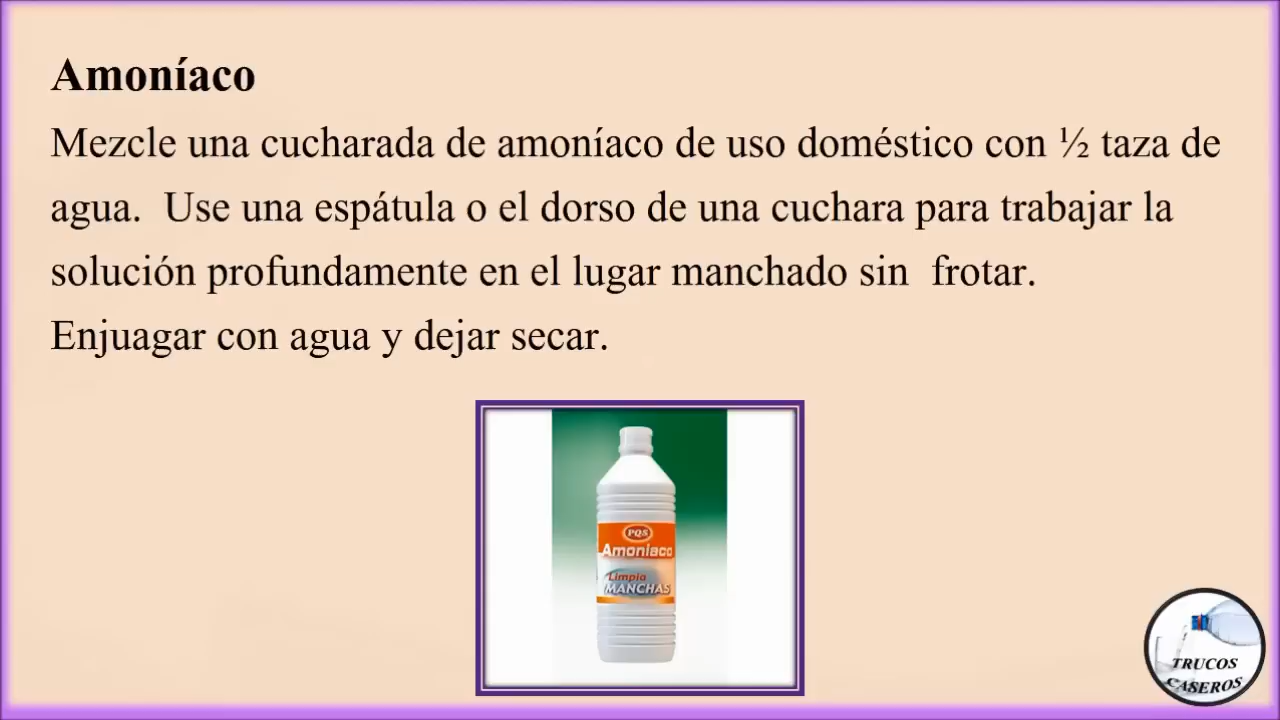 Amoníaco
Mezcle una cucharada de amoníaco de uso doméstico con ½ taza de
agua.  Use una espátula o el dorso de una cuchara para trabajar la
solución profundamente en el lugar manchado sin  frotar.
Enjuagar con agua y dejar secar.
PQS
Amoníaco
Limpia
MANCHAS
TRUCOS
CASEROS